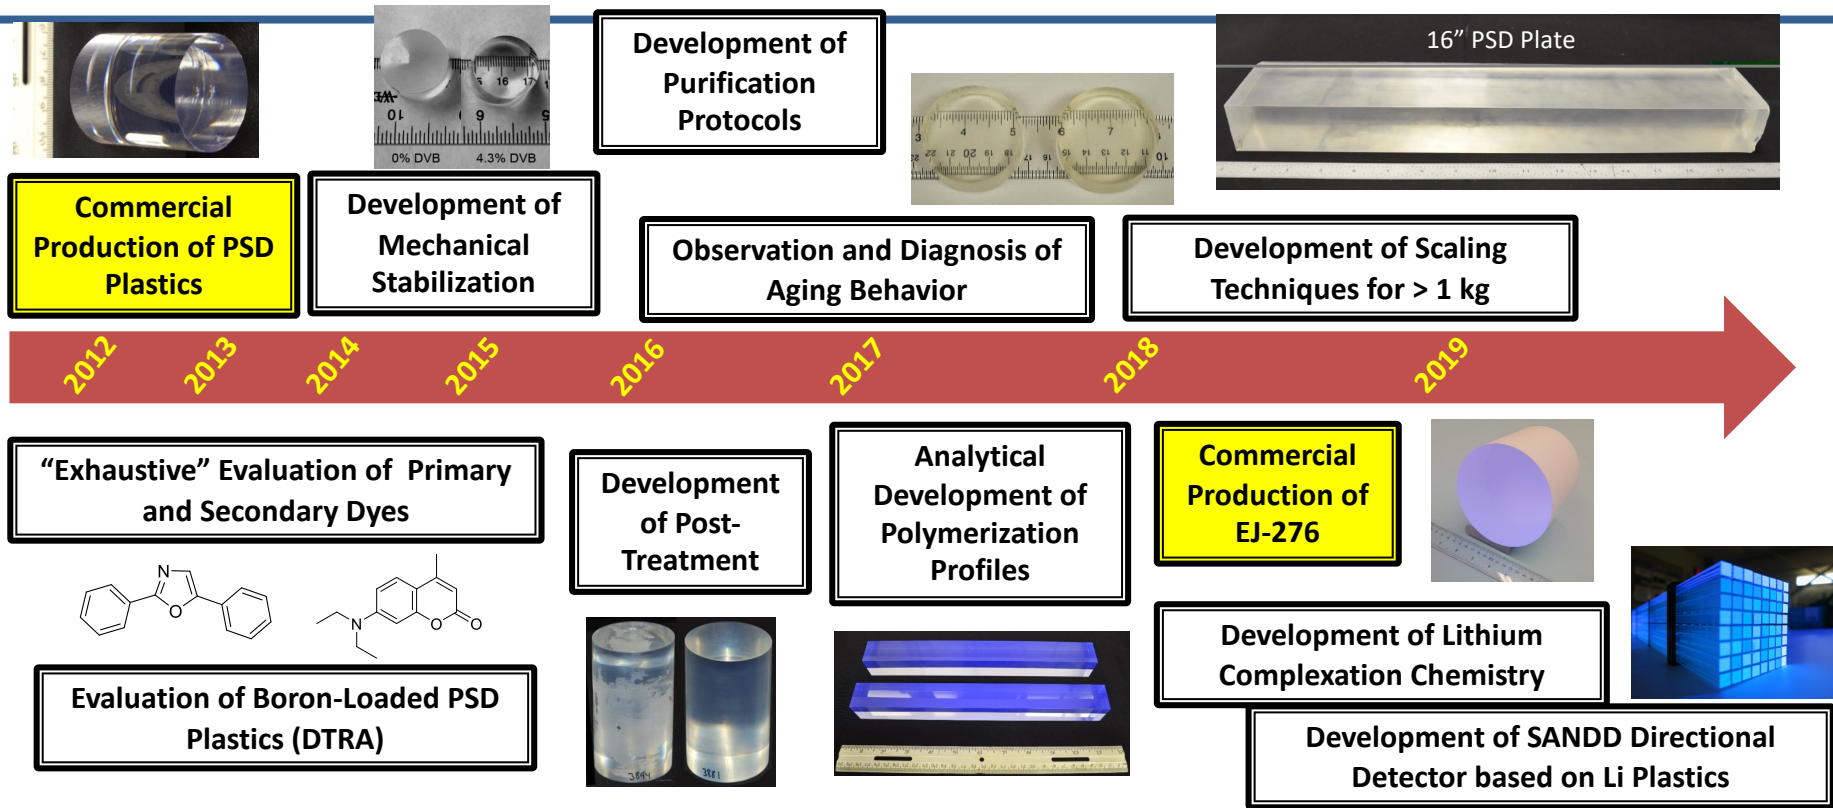 16” PSD Plate
0% DVB
4.3% DVB
Development of
Purification
Protocols
Commercial
Production of PSD
Plastics
Development of
Mechanical
Stabilization
Observation and Diagnosis of
Aging Behavior
Development of Scaling
Techniques for > 1 kg
2012
2013
2014
2015
2016
2017
2018
2019
“Exhaustive” Evaluation of Primary
and Secondary Dyes
N
O
N
O
O
Evaluation of Boron-Loaded PSD
Plastics (DTRA)
Development
of Post-
Treatment
3894
3881
Analytical
Development of
Polymerization
Profiles
Commercial
Production of
EJ-276
Development of Lithium
Complexation Chemistry
Development of SANDD Directional
Detector based on Li Plastics